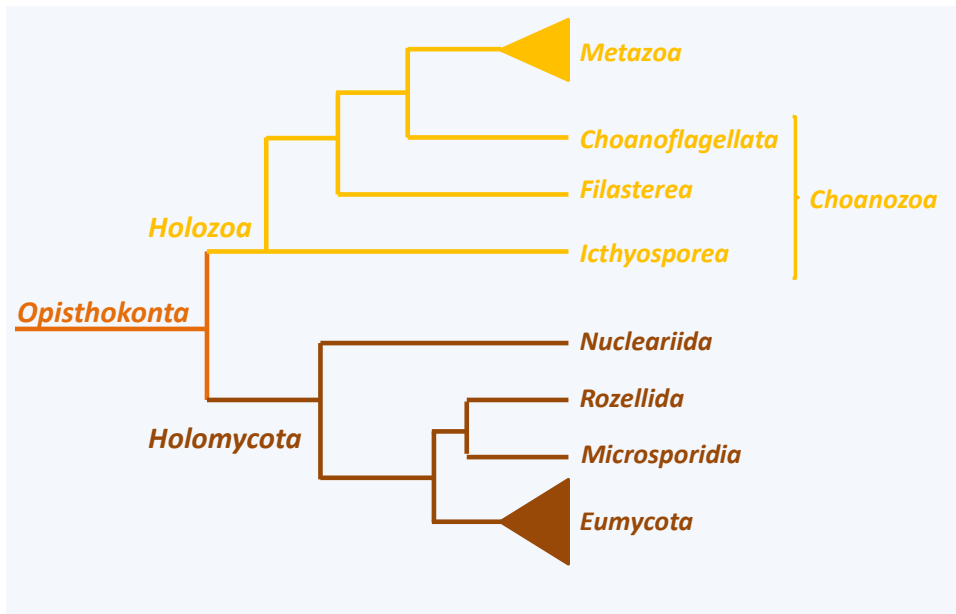 Metazoa
Choanoflagellata
Filasterea
Choanozoa
Holozoa
Icthyosporea
Opisthokonta
Nucleariida
Rozellida
Holomycota
Microsporidia
Eumycota